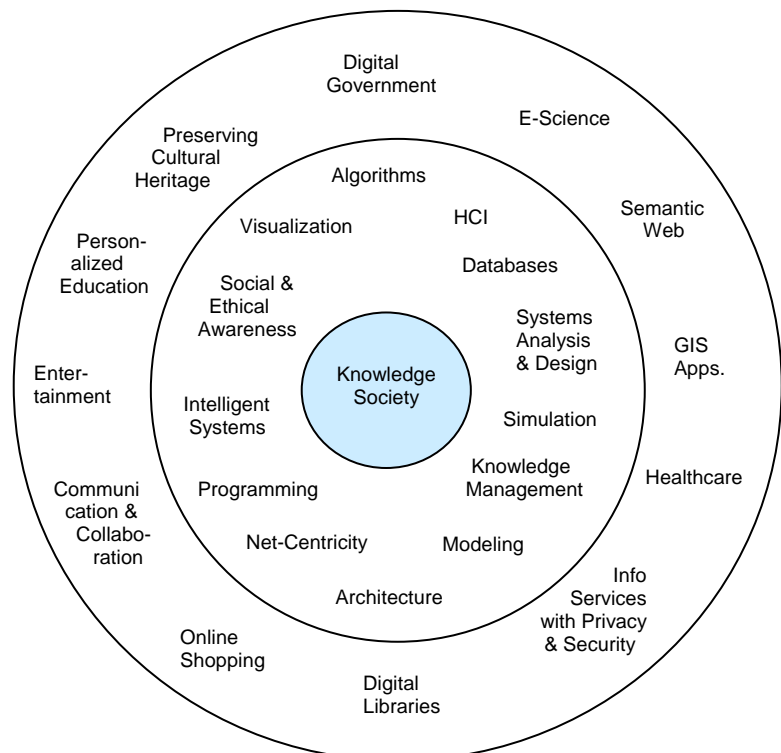 Digital
Government
E-Science
Preserving
Cultural
Heritage
Algorithms
Visualization
HCI
Semantic
Web
Person-
alized
Education
Databases
Social &
Ethical
Awareness
Systems
Analysis
& Design
GIS
Apps.
Enter-
tainment
Knowledge
Society
Intelligent
Systems
Simulation
Knowledge
Management
Healthcare
Communi
cation &
Collabo-
ration
Programming
Net-Centricity
Modeling
Architecture
Info
Services
with Privacy
& Security
Online
Shopping
Digital
Libraries